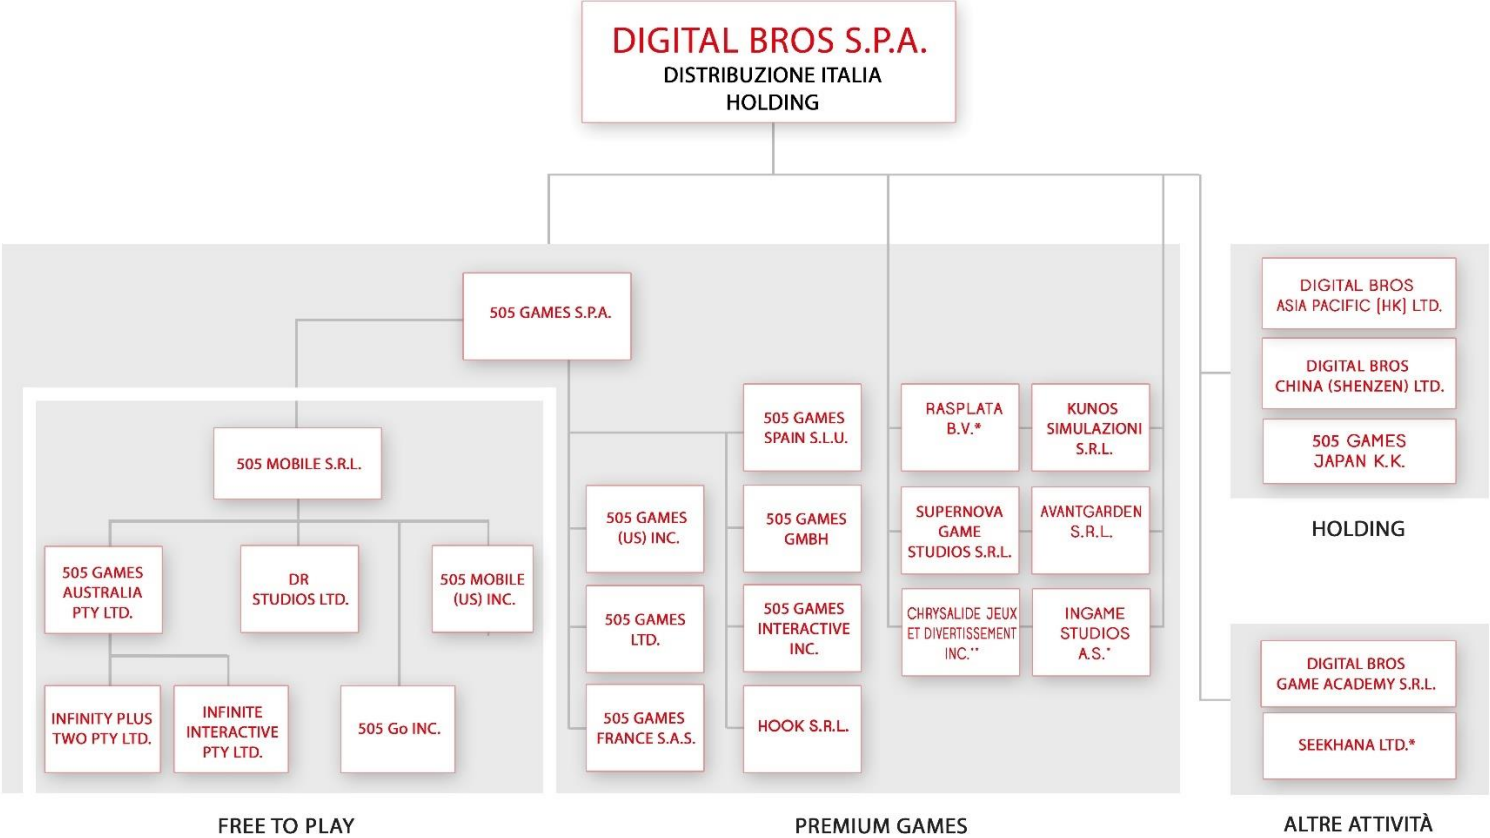 DIGITAL BROS S.P.A.
DISTRIBUZIONE ITALIA
HOLDING
505 GAMES S.P.A.
505 MOBILE S.R.L.
505 GAMES
AUSTRALIA
PTY LTD.
DR
STUDIOS LTD.
505 MOBILE
(US) INC.
INFINITY PLUS
TWO PTY LTD.
INFINITE
INTERACTIVE
PTY LTD.
505 Go INC.
FREE TO PLAY
505 GAMES
SPAIN S.L.U.
505 GAMES
(US) INC.
505 GAMES
GMBH
505 GAMES
LTD.
505 GAMES
INTERACTIVE
INC.
505 GAMES
FRANCE S.A.S.
HOOK S.R.L.
RASPLATA
B.V.*
KUNOS
SIMULAZIONI
S.R.L.
SUPERNOVA
GAME
STUDIOS S.R.L.
AVANTGARDEN
S.R.L.
CHRYSALIDE JEUX
ET DIVERTISSEMENT
INC.**
INGAME
STUDIOS
A.S.*
PREMIUM GAMES
DIGITAL BROS
ASIA PACIFIC (HK) LTD.
DIGITAL BROS
CHINA (SHENZEN) LTD.
505 GAMES
JAPAN K.K.
HOLDING
DIGITAL BROS
GAME ACADEMY S.R.L.
SEEKHANA LTD.*
ALTRE ATTIVITÀ